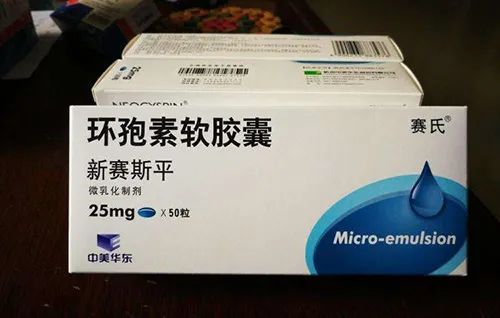 25mg
NEOCYSPIN®
环孢素软胶囊
赛氏®
新赛斯平
微乳化制剂
25mg X 50粒
Micro-emulsion
中美华东